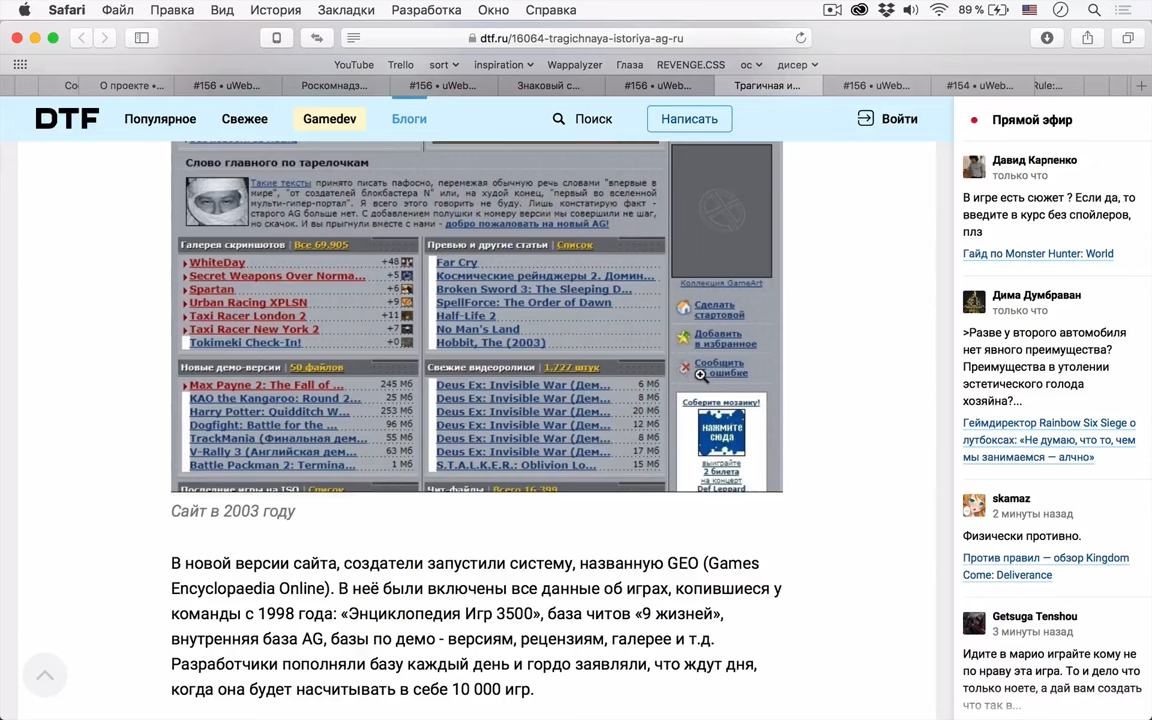 Safari Файл Правка Вид История Закладки Разработка Окно Справка 89 %
dtf.ru/16064-tragichnaya-istoriya-ag-ru
YouTube Trello sort inspiration Wappalyzer Глаза REVENGE.CSS ос дисер
Со О проекте •... #156 • uWeb... Роскомнадз... #156 • uWeb... Знаковый с... #156 • uWeb... Трагичная и... #156 • uWeb... #154 • uWeb... Rule:...
DTF Популярное Свежее Gamedev Блоги Поиск Написать Войти
Слово главного по тарелочкам
Такие тексты принято писать пафосно, перемежая обычную речь словами "впервые в
мире", "от создателей блокбастера N" или, на худой конец, "первый во вселенной
мульти-гипер-портал". Я всего этого говорить не буду. Лишь констатирую факт -
старого AG больше нет. С добавлением полушки к номеру версии мы совершили не шаг,
но скачок. И вы прыгнули вместе с нами - добро пожаловать на новый AG!
Галерея скриншотов | Все 69.905
WhiteDay +48
Secret Weapons Over Norma... +5
Spartan +6
Urban Racing XPLSN +9
Taxi Racer London 2 +11
Taxi Racer New York 2 +7
Tokimeki Check-In! +0
Превью и другие статьи | Список
Far Cry
Космические рейнджеры 2. Домин...
Broken Sword 3: The Sleeping D...
SpellForce: The Order of Dawn
Half-Life 2
No Man's Land
Hobbit, The (2003)
Новые демо-версии | 50 файлов
Max Payne 2: The Fall of ... 245 Мб
KAO the Kangaroo: Round 2... 25 Мб
Harry Potter: Quidditch W... 253 Мб
Dogfight: Battle for the ... 96 Мб
TrackMania (Финальная дем... 55 Мб
V-Rally 3 (Английская дем... 63 Мб
Battle Packman 2: Termina... 1 Мб
Свежие видеоролики | 1.727 штук
Deus Ex: Invisible War (Дем... 6 Мб
Deus Ex: Invisible War (Дем... 8 Мб
Deus Ex: Invisible War (Дем... 20 Мб
Deus Ex: Invisible War (Дем... 12 Мб
Deus Ex: Invisible War (Дем... 8 Мб
Deus Ex: Invisible War (Дем... 17 Мб
S.T.A.L.K.E.R.: Oblivion Lo... 15 Мб
Последние игры на ISO | Список
Чит-файлы | Всего 16.399
Коллекция GameArt
Сделать
стартовой
Добавить
в избранное
Сообщить
ошибке
Соберите мозаику!
нажмите
сюда
выиграйте
2 билета
на концерт
Def Leppard
Сайт в 2003 году
В новой версии сайта, создатели запустили систему, названную GEO (Games
Encyclopaedia Online). В неё были включены все данные об играх, копившиеся у
команды с 1998 года: «Энциклопедия Игр 3500», база читов «9 жизней»,
внутренняя база AG, базы по демо - версиям, рецензиям, галерее и т.д.
Разработчики пополняли базу каждый день и гордо заявляли, что ждут дня,
когда она будет насчитывать в себе 10 000 игр.
Прямой эфир
Давид Карпенко
только что
В игре есть сюжет ? Если да, то
введите в курс без спойлеров,
плз
Гайд по Monster Hunter: World
Дима Думбраван
только что
>Разве у второго автомобиля
нет явного преимущества?
Преимущества в утолении
эстетического голода
хозяйна?...
Геймдиректор Rainbow Six Siege о
лутбоксах: «Не думаю, что то, чем
мы занимаемся — алчно»
skamaz
2 минуты назад
Физически противно.
Против правил — обзор Kingdom
Come: Deliverance
Getsuga Tenshou
3 минуты назад
Идите в марио играйте кому не
по нраву эта игра. То и дело что
только ноете, а дай вам создать
что так в...